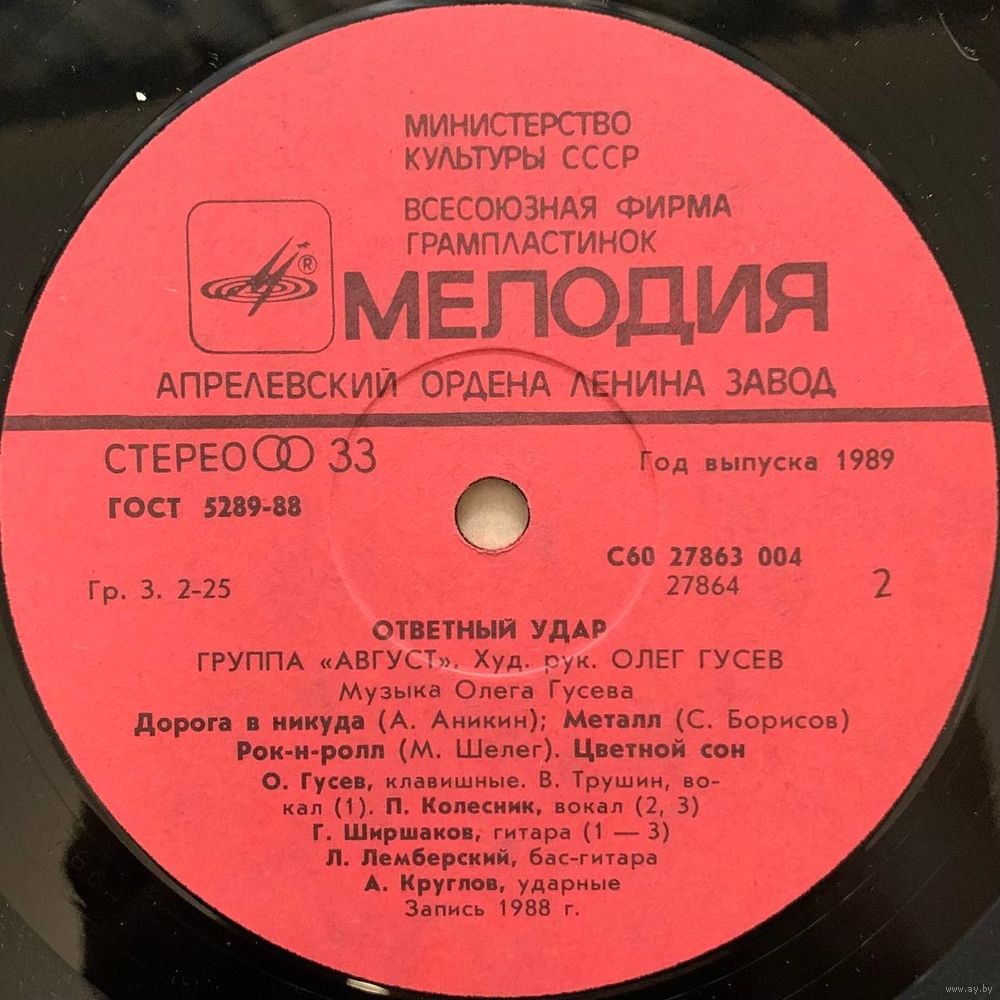 МИНИСТЕРСТВО
КУЛЬТУРЫ СССР
ВСЕСОЮЗНАЯ ФИРМА
ГРАМПЛАСТИНОК
®
МЕЛОДИЯ
АПРЕЛЕВСКИЙ ОРДЕНА ЛЕНИНА ЗАВОД
СТЕРЕО 33
Год выпуска 1989
ГОСТ 5289-88
С60 27863 004
Гр. 3. 2-25
27864
2
ОТВЕТНЫЙ УДАР
ГРУППА «АВГУСТ». Худ. рук. ОЛЕГ ГУСЕВ
Музыка Олега Гусева
Дорога в никуда (А. Аникин); Металл (С. Борисов)
Рок-н-ролл (М. Шелег). Цветной сон
О. Гусев, клавишные. В. Трушин, во-
кал (1). П. Колесник, вокал (2, 3)
Г. Ширшаков, гитара (1 — 3)
Л. Лемберский, бас-гитара
А. Круглов, ударные
Запись 1988 г.
www.ay.by